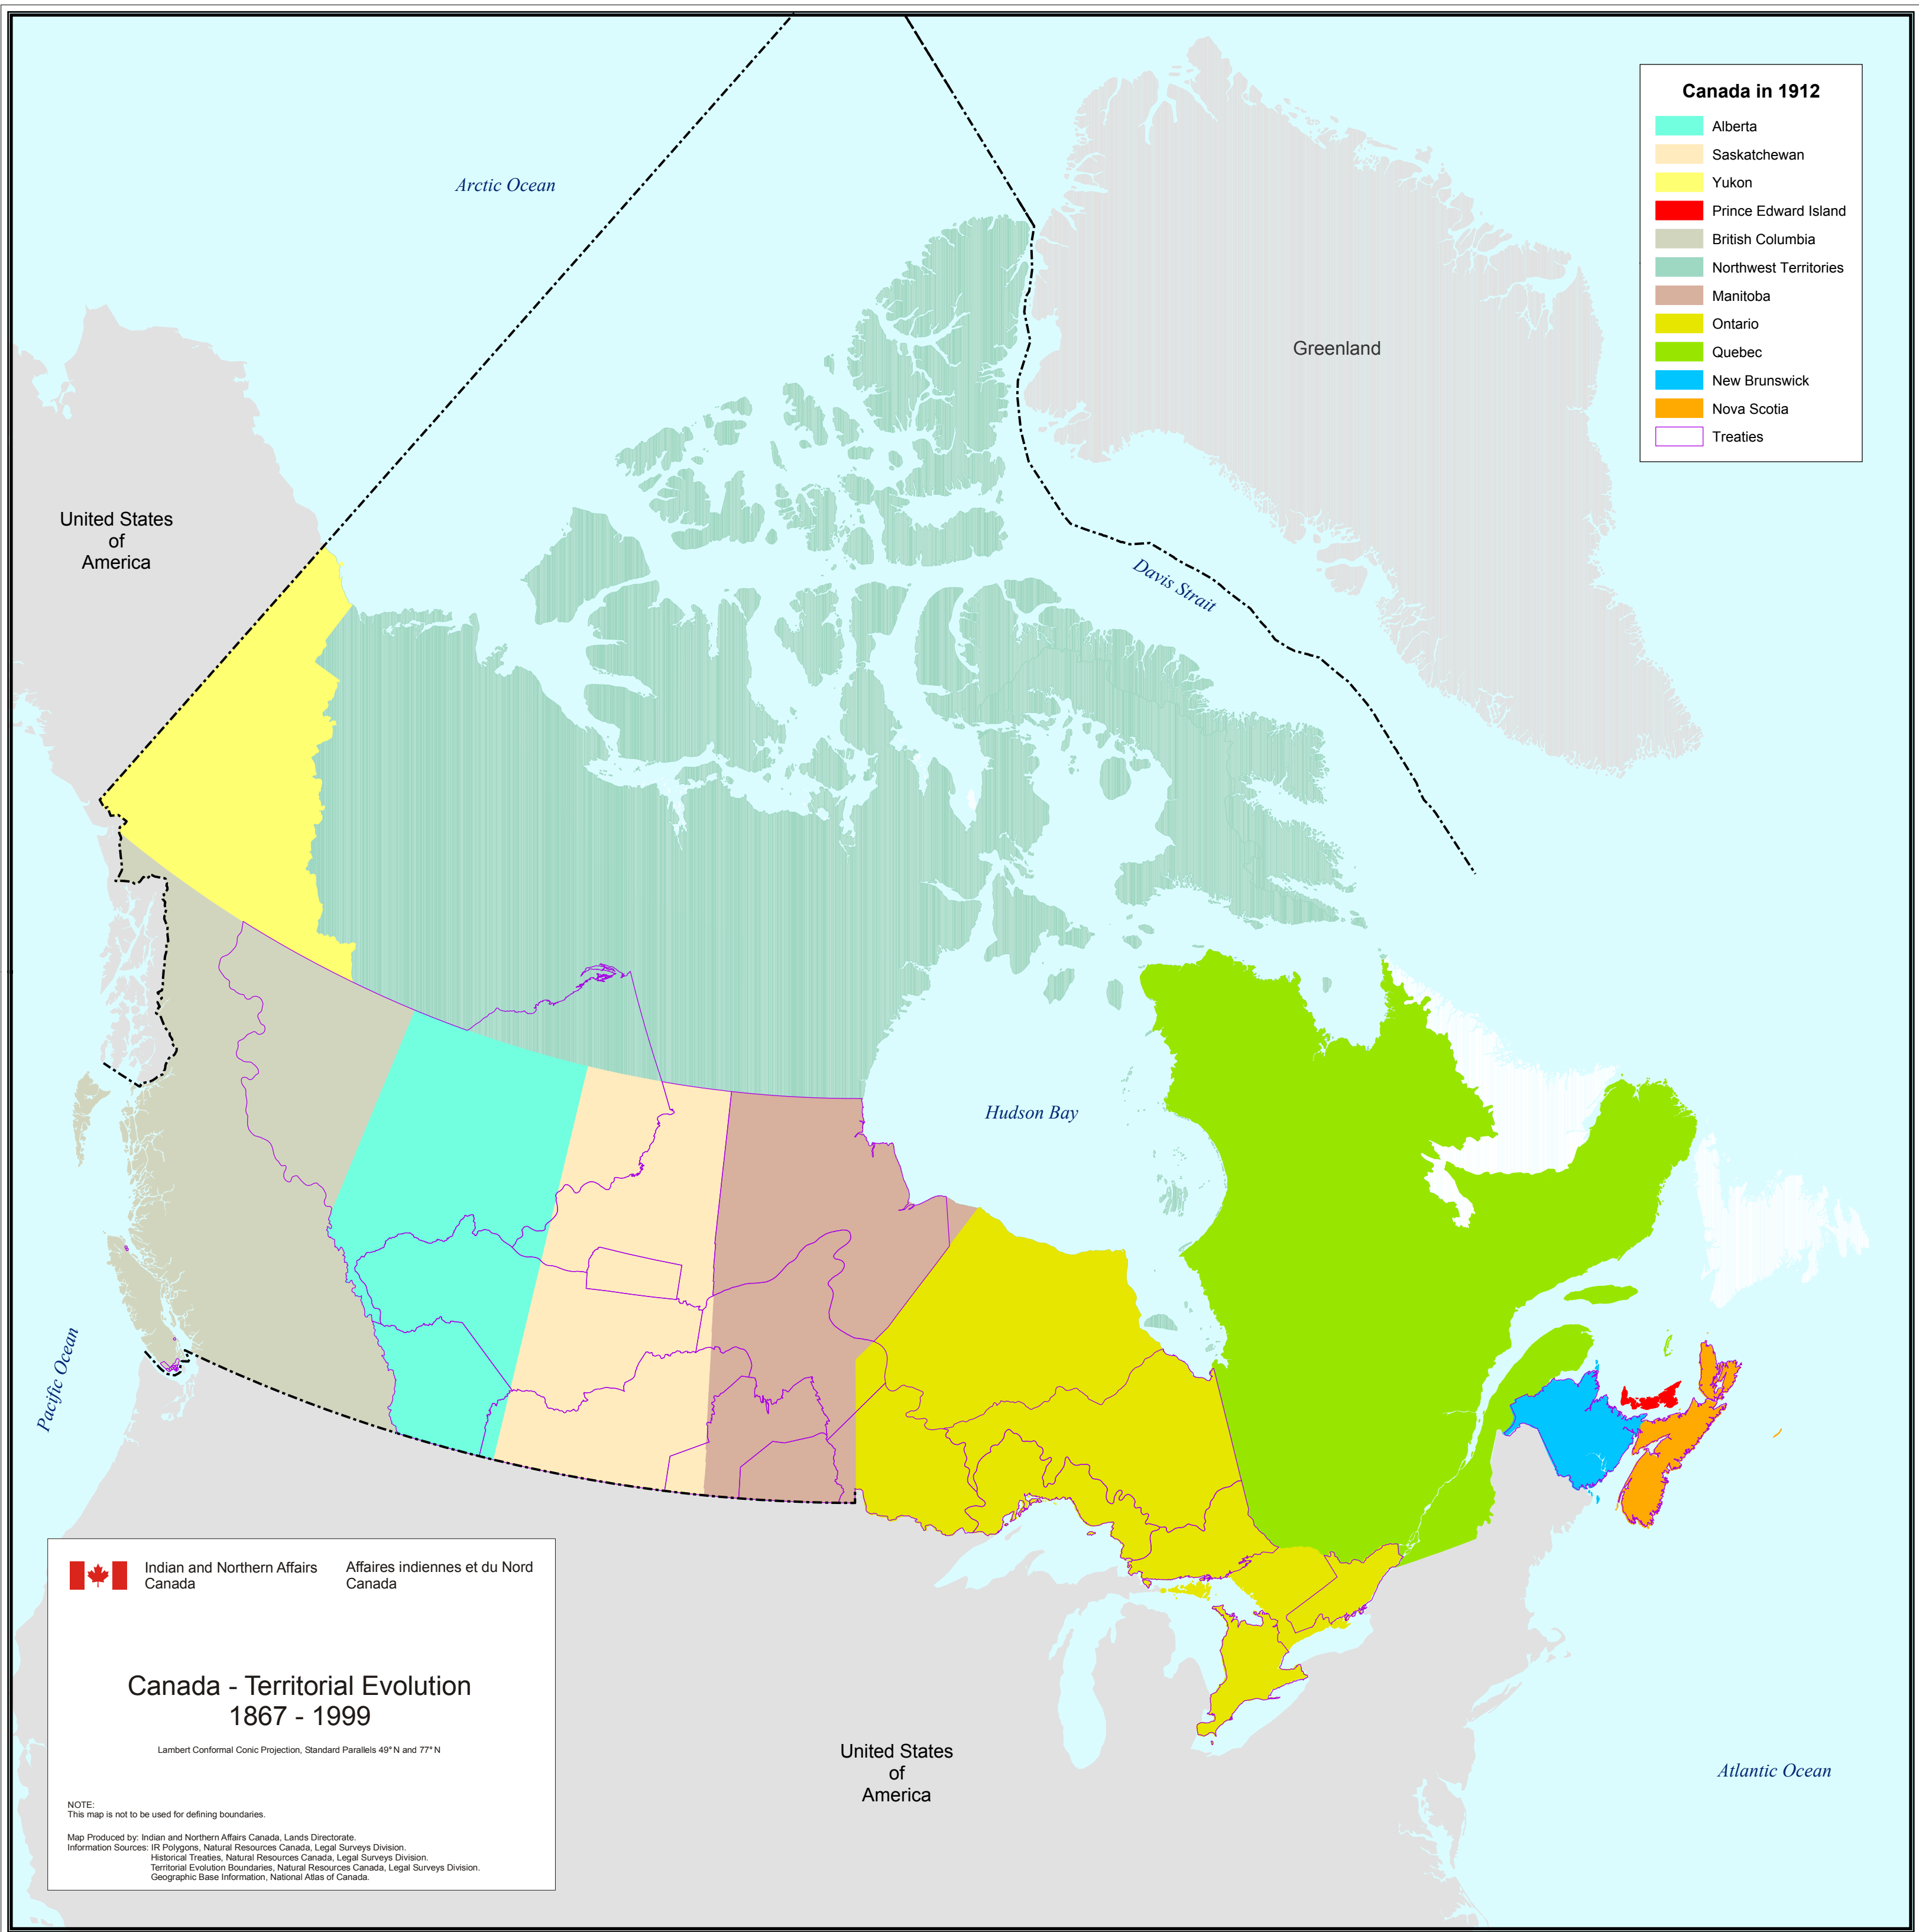 Canada in 1912
Alberta
Saskatchewan
Yukon
Prince Edward Island
British Columbia
Northwest Territories
Manitoba
Ontario
Quebec
New Brunswick
Nova Scotia
Treaties
Arctic Ocean
Greenland
United States
of
America
Davis Strait
Hudson Bay
Pacific Ocean
United States
of
America
Atlantic Ocean
Indian and Northern Affairs
Canada
Affaires indiennes et du Nord
Canada
Canada - Territorial Evolution
1867 - 1999
Lambert Conformal Conic Projection, Standard Parallels 49° N and 77° N
NOTE:
This map is not to be used for defining boundaries.
Map Produced by: Indian and Northern Affairs Canada, Lands Directorate.
Information Sources: IR Polygons, Natural Resources Canada, Legal Surveys Division.
Historical Treaties, Natural Resources Canada, Legal Surveys Division.
Territorial Evolution Boundaries, Natural Resources Canada, Legal Surveys Division.
Geographic Base Information, National Atlas of Canada.